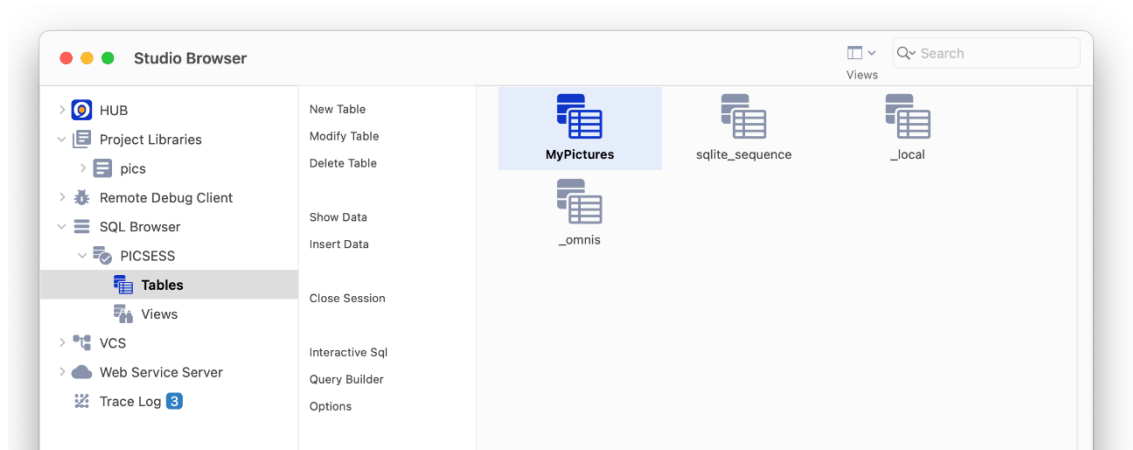 Studio Browser
Views
Search
HUB
Project Libraries
pics
Remote Debug Client
SQL Browser
PICSESS
Tables
Views
VCS
Web Service Server
Trace Log 3
New Table
Modify Table
Delete Table
Show Data
Insert Data
Close Session
Interactive Sql
Query Builder
Options
MyPictures
sqlite_sequence
_local
_omnis